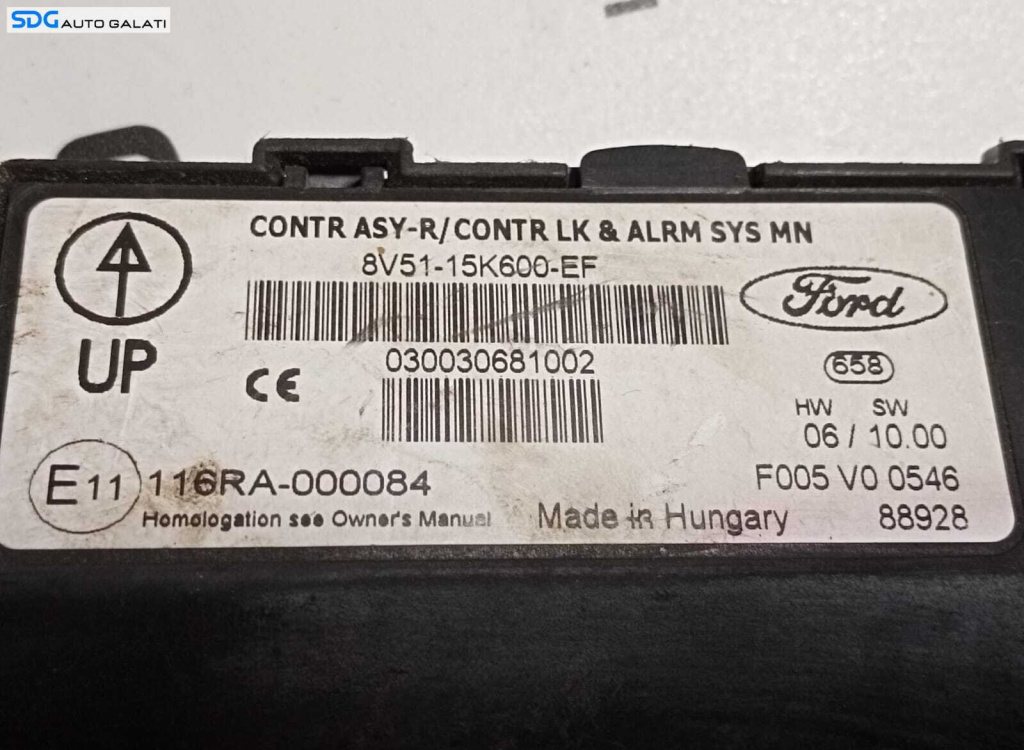 SDG AUTO GALATI
CONTR ASY-R/CONTR LK & ALRM SYS MN
8V51-15K600-EF
Ford
UP
030030681002
658
CE
HW SW
06 / 10.00
E11 116RA-000084
F005 V0 0546
Homologation see Owner's Manual
Made in Hungary
88928